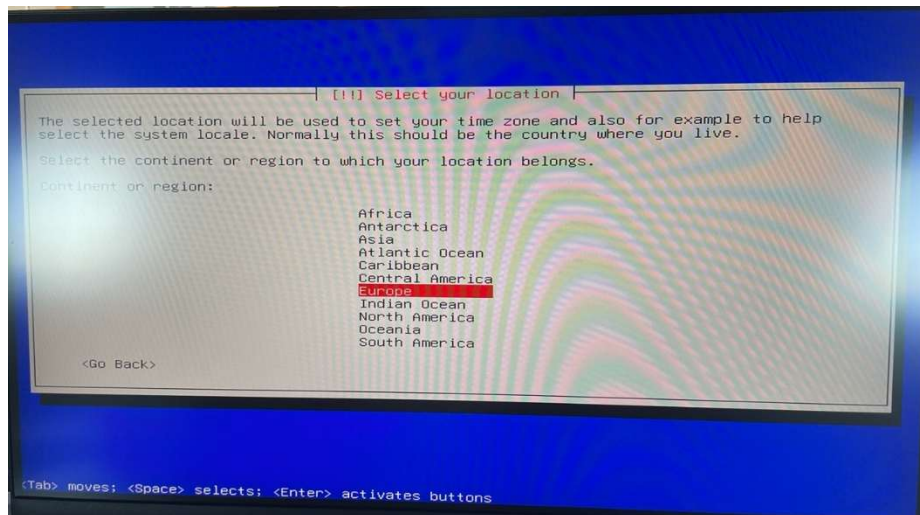 [!!] Select your location
The selected location will be used to set your time zone and also for example to help
select the system locale. Normally this should be the country where you live.
Select the continent or region to which your location belongs.
Continent or region:
Africa
Antarctica
Asia
Atlantic Ocean
Caribbean
Central America
Europe
Indian Ocean
North America
Oceania
South America
<Go Back>
<Tab> moves; <Space> selects; <Enter> activates buttons